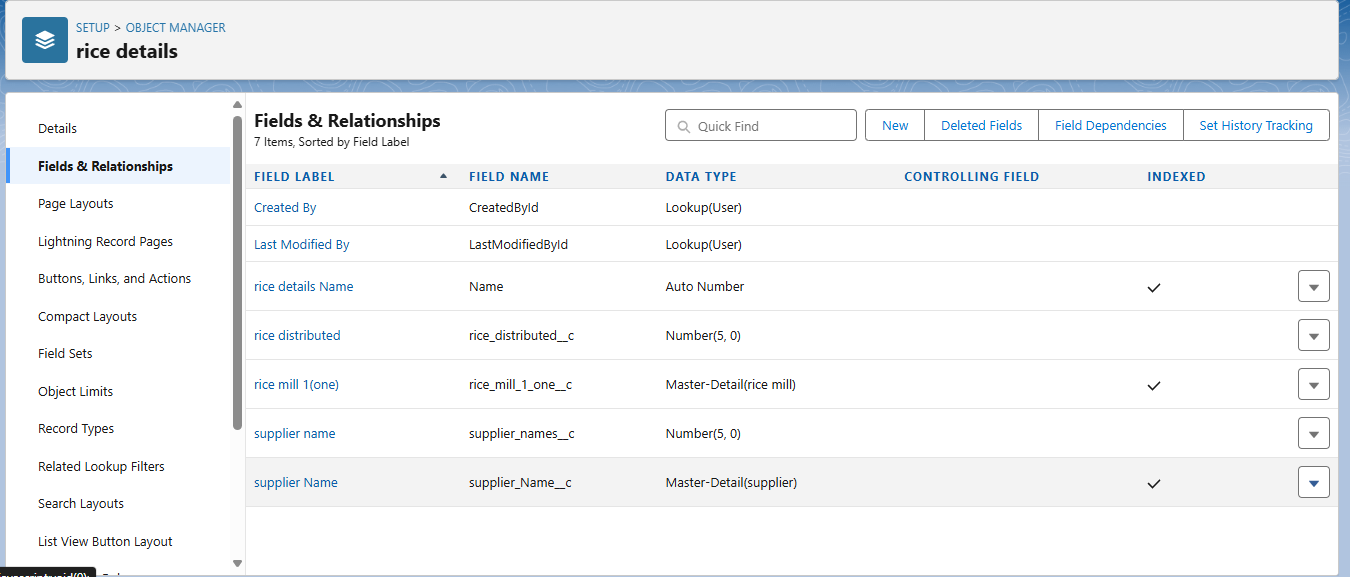 SETUP > OBJECT MANAGER
rice details
Details
Fields & Relationships
Page Layouts
Lightning Record Pages
Buttons, Links, and Actions
Compact Layouts
Field Sets
Object Limits
Record Types
Related Lookup Filters
Search Layouts
List View Button Layout
Fields & Relationships
7 Items, Sorted by Field Label
Quick Find
New
Deleted Fields
Field Dependencies
Set History Tracking
FIELD LABEL FIELD NAME DATA TYPE CONTROLLING FIELD INDEXED
Created By CreatedById Lookup(User)
Last Modified By LastModifiedById Lookup(User)
rice details Name Name Auto Number
rice distributed rice_distributed__c Number(5, 0)
rice mill 1(one) rice_mill_1_one__c Master-Detail(rice mill)
supplier name supplier_names__c Number(5, 0)
supplier Name supplier_Name__c Master-Detail(supplier)